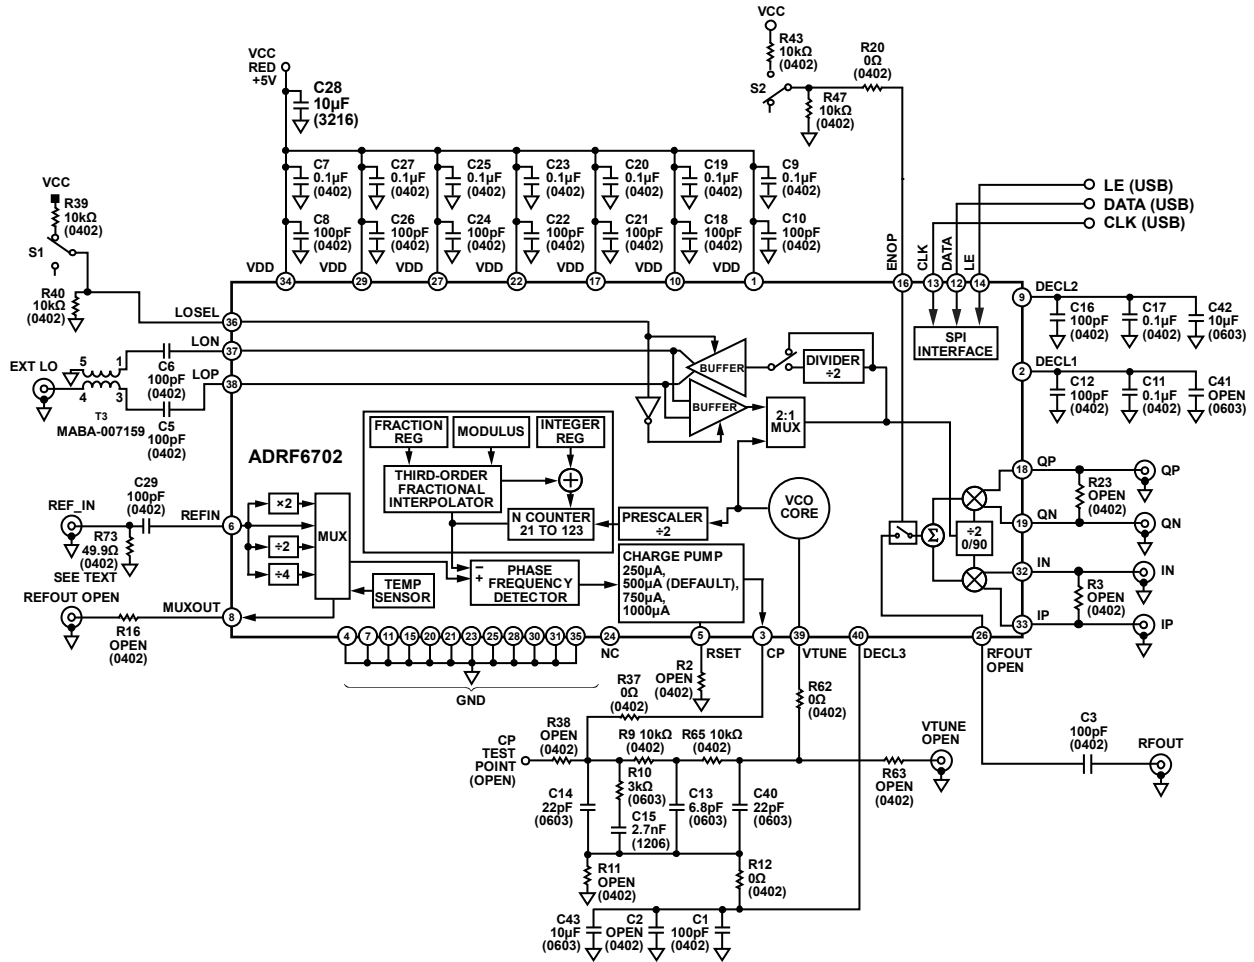 VCC
RED
+5V
C28
10µF
(3216)
VCC
R43
10kΩ
(0402)
R20
0Ω
(0402)
S2
R47
10kΩ
(0402)
C7
0.1µF
(0402)
C27
0.1µF
(0402)
C25
0.1µF
(0402)
C23
0.1µF
(0402)
C20
0.1µF
(0402)
C19
0.1µF
(0402)
C9
0.1µF
(0402)
C8
100pF
(0402)
C26
100pF
(0402)
C24
100pF
(0402)
C22
100pF
(0402)
C21
100pF
(0402)
C18
100pF
(0402)
C10
100pF
(0402)
VCC
R39
10kΩ
(0402)
S1
R40
10kΩ
(0402)
LE (USB)
DATA (USB)
CLK (USB)
VDD
VDD
VDD
VDD
VDD
VDD
VDD
ENOP
CLK
DATA
LE
34
29
27
22
17
10
1
16
13
12
14
LOSEL
36
LON
37
LOP
38
EXT LO
5
1
4
3
T3
MABA-007159
C6
100pF
(0402)
C5
100pF
(0402)
SPI
INTERFACE
9
DECL2
C16
100pF
(0402)
C17
0.1µF
(0402)
C42
10µF
(0603)
2
DECL1
C12
100pF
(0402)
C11
0.1µF
(0402)
C41
OPEN
(0603)
BUFFER
BUFFER
DIVIDER
÷2
2:1
MUX
ADRF6702
FRACTION
REG
MODULUS
INTEGER
REG
THIRD-ORDER
FRACTIONAL
INTERPOLATOR
+
N COUNTER
21 TO 123
PRESCALER
÷2
VCO
CORE
REF_IN
C29
100pF
(0402)
R73
49.9Ω
(0402)
SEE TEXT
REFIN
6
×2
÷2
÷4
MUX
TEMP
SENSOR
−
+
PHASE
FREQUENCY
DETECTOR
CHARGE PUMP
250µA,
500µA (DEFAULT),
750µA,
1000µA
Σ
÷2
0/90
18
QP
QP
R23
OPEN
(0402)
19
QN
QN
32
IN
IN
R3
OPEN
(0402)
33
IP
IP
REFOUT OPEN
R16
OPEN
(0402)
MUXOUT
8
4
7
11
15
20
21
23
25
28
30
31
35
24
5
3
39
40
26
NC
RSET
CP
VTUNE
DECL3
RFOUT
OPEN
GND
R2
OPEN
(0402)
R37
0Ω
(0402)
R62
0Ω
(0402)
C3
100pF
(0402)
RFOUT
CP
TEST
POINT
(OPEN)
R38
OPEN
(0402)
R9 10kΩ
(0402)
R65 10kΩ
(0402)
R63
OPEN
(0402)
VTUNE
OPEN
C14
22pF
(0603)
R10
3kΩ
(0603)
C15
2.7nF
(1206)
C13
6.8pF
(0603)
C40
22pF
(0603)
R11
OPEN
(0402)
R12
0Ω
(0402)
C43
10µF
(0603)
C2
OPEN
(0402)
C1
100pF
(0402)